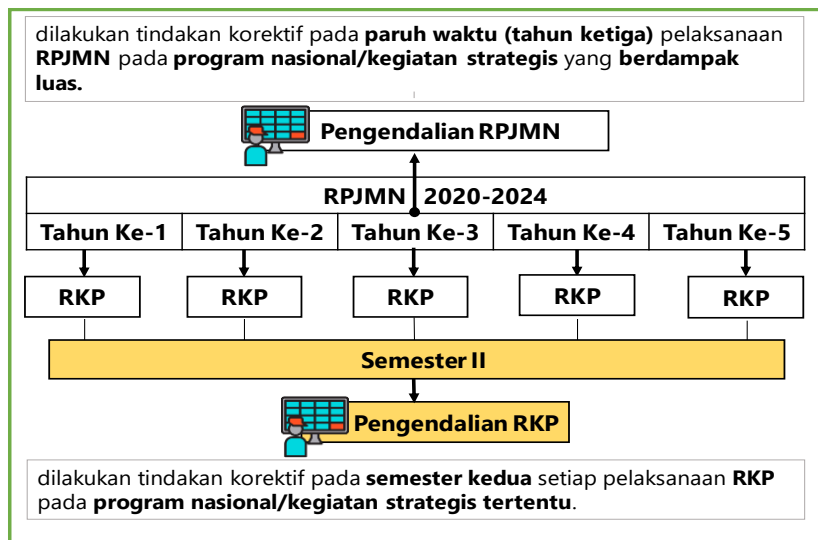 dilakukan tindakan korektif pada paruh waktu (tahun ketiga) pelaksanaan
RPJMN pada program nasional/kegiatan strategis yang berdampak
luas.
Pengendalian RPJMN
RPJMN 2020-2024
Tahun Ke-1 Tahun Ke-2 Tahun Ke-3 Tahun Ke-4 Tahun Ke-5
RKP RKP RKP RKP RKP
Semester II
Pengendalian RKP
dilakukan tindakan korektif pada semester kedua setiap pelaksanaan RKP
pada program nasional/kegiatan strategis tertentu.